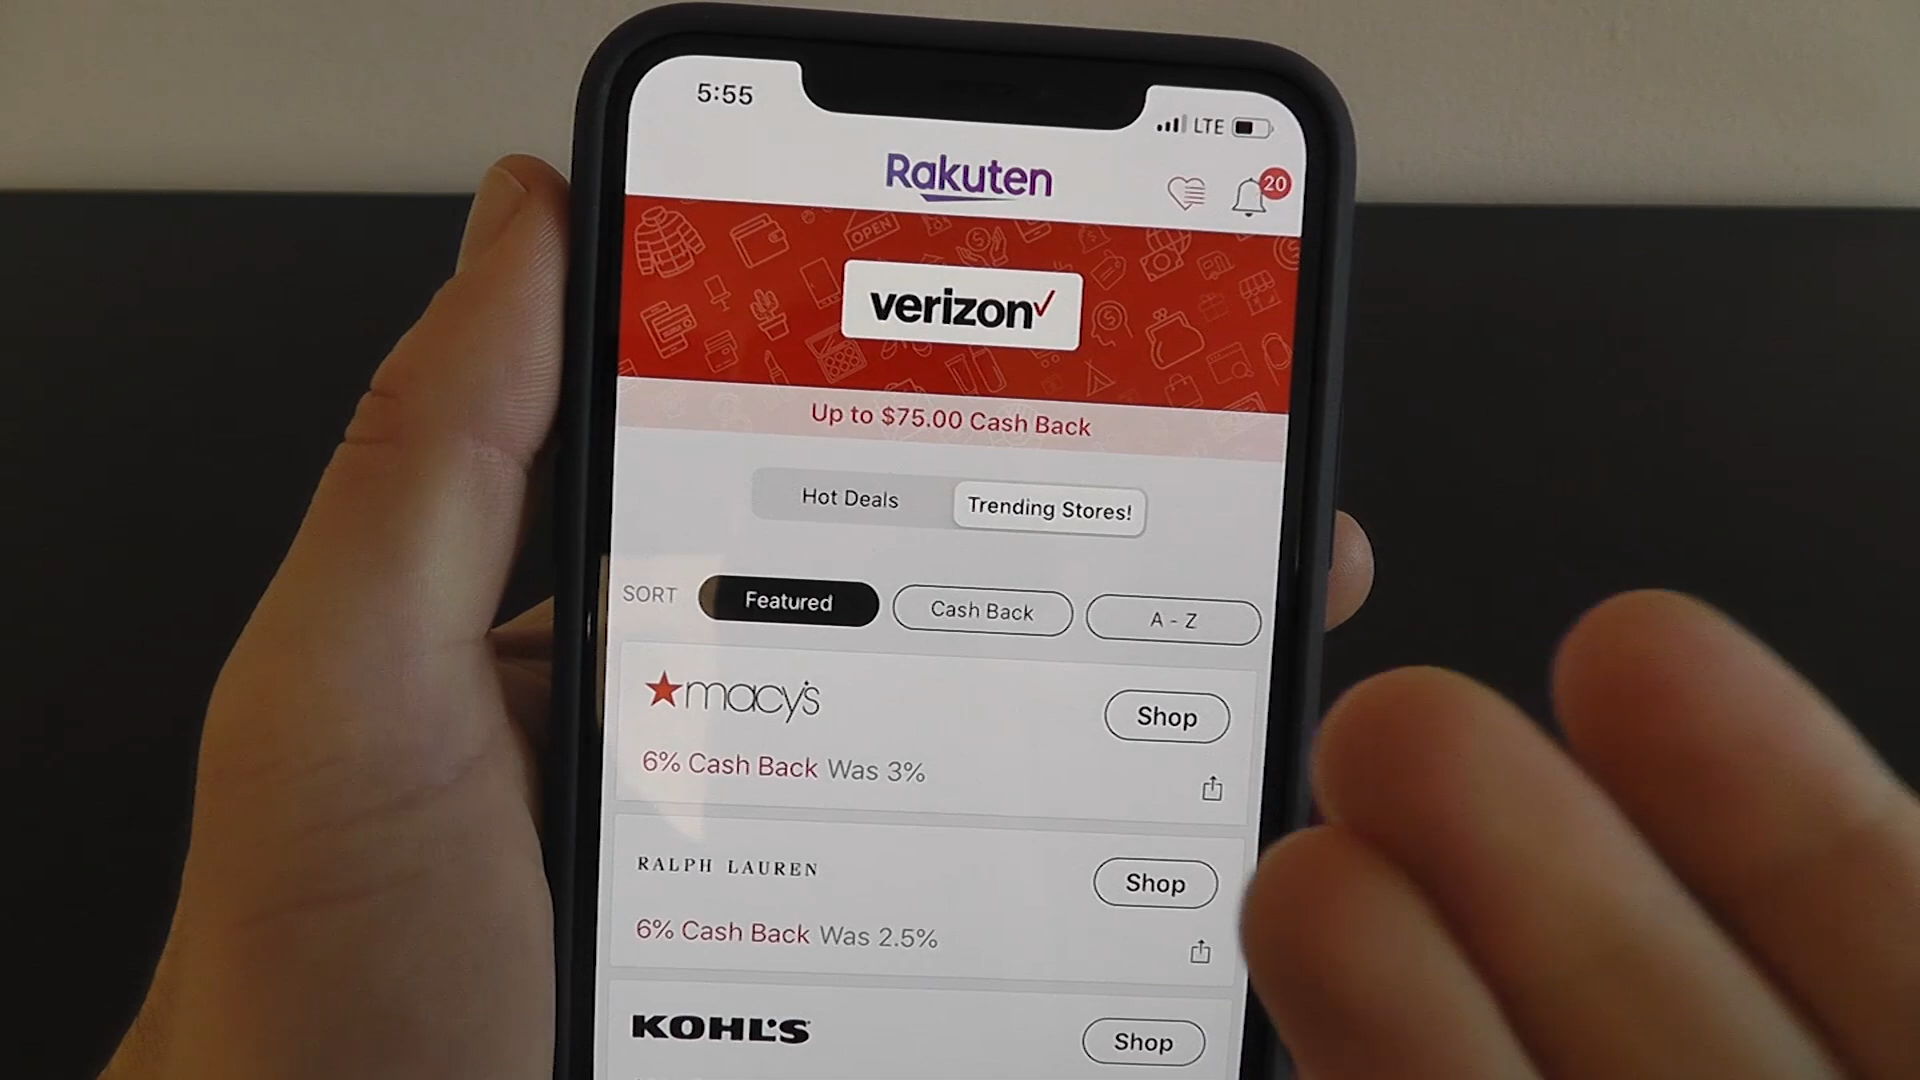 5:55
LTE
Rakuten
20
OPEN
verizon✓
Up to $75.00 Cash Back
Hot Deals
Trending Stores!
SORT
Featured
Cash Back
A - Z
★macy's
Shop
6% Cash Back Was 3%
RALPH LAUREN
Shop
6% Cash Back Was 2.5%
KOHL'S
Shop